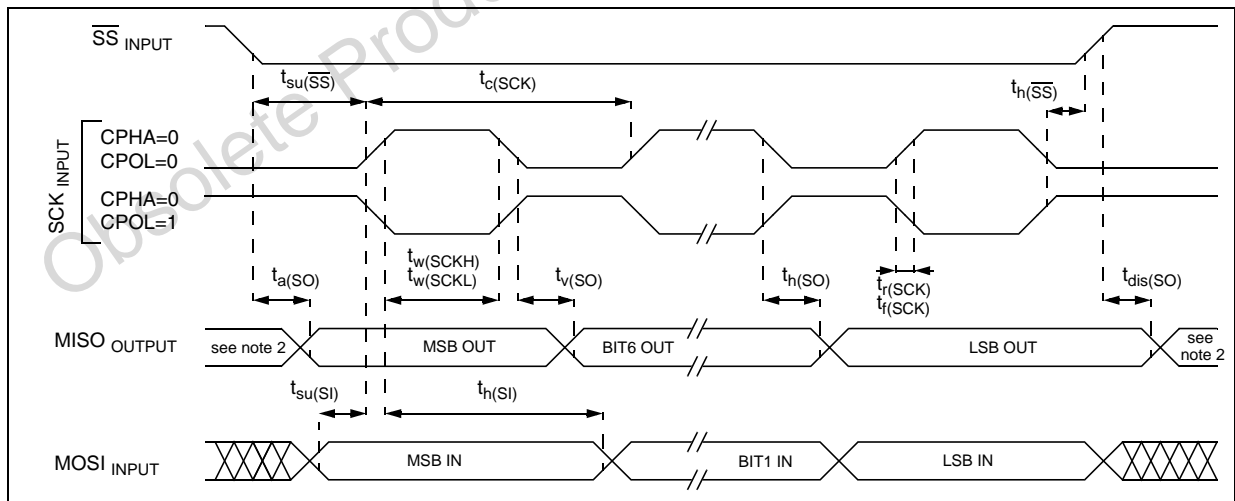 Obsolete Produ
SS INPUT
tsu(SS)
tc(SCK)
th(SS)
SCK INPUT
CPHA=0
CPOL=0
CPHA=0
CPOL=1
ta(SO)
tw(SCKH)
tw(SCKL)
tv(SO)
th(SO)
tr(SCK)
tf(SCK)
tdis(SO)
MISO OUTPUT
see note 2
MSB OUT
BIT6 OUT
LSB OUT
see
note 2
tsu(SI)
th(SI)
MOSI INPUT
MSB IN
BIT1 IN
LSB IN